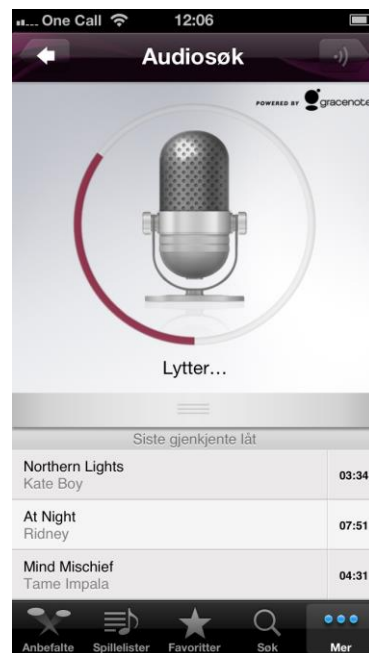 One Call 12:06
Audiosøk
POWERED BY gracenote
Lytter...
Siste gjenkjente låt
Northern Lights
Kate Boy
03:34
At Night
Ridney
07:51
Mind Mischief
Tame Impala
04:31
Anbefalte Spillelister Favoritter Søk Mer